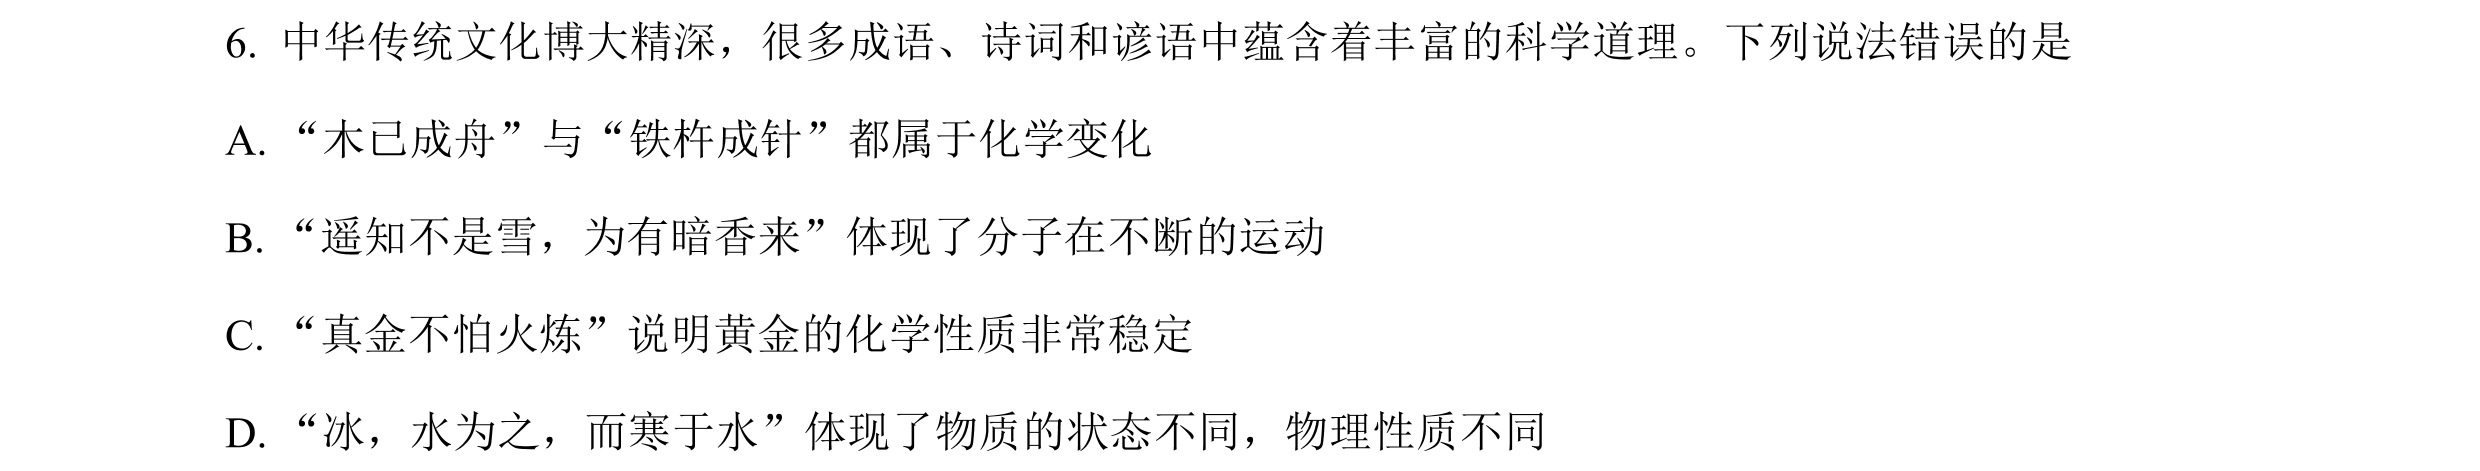 6. 中华传统文化博大精深，很多成语、诗词和谚语中蕴含着丰富的科学道理。下列说法错误的是
A. “木已成舟”与“铁杵成针”都属于化学变化
B. “遥知不是雪，为有暗香来”体现了分子在不断的运动
C. “真金不怕火炼”说明黄金的化学性质非常稳定
D. “冰，水为之，而寒于水”体现了物质的状态不同，物理性质不同